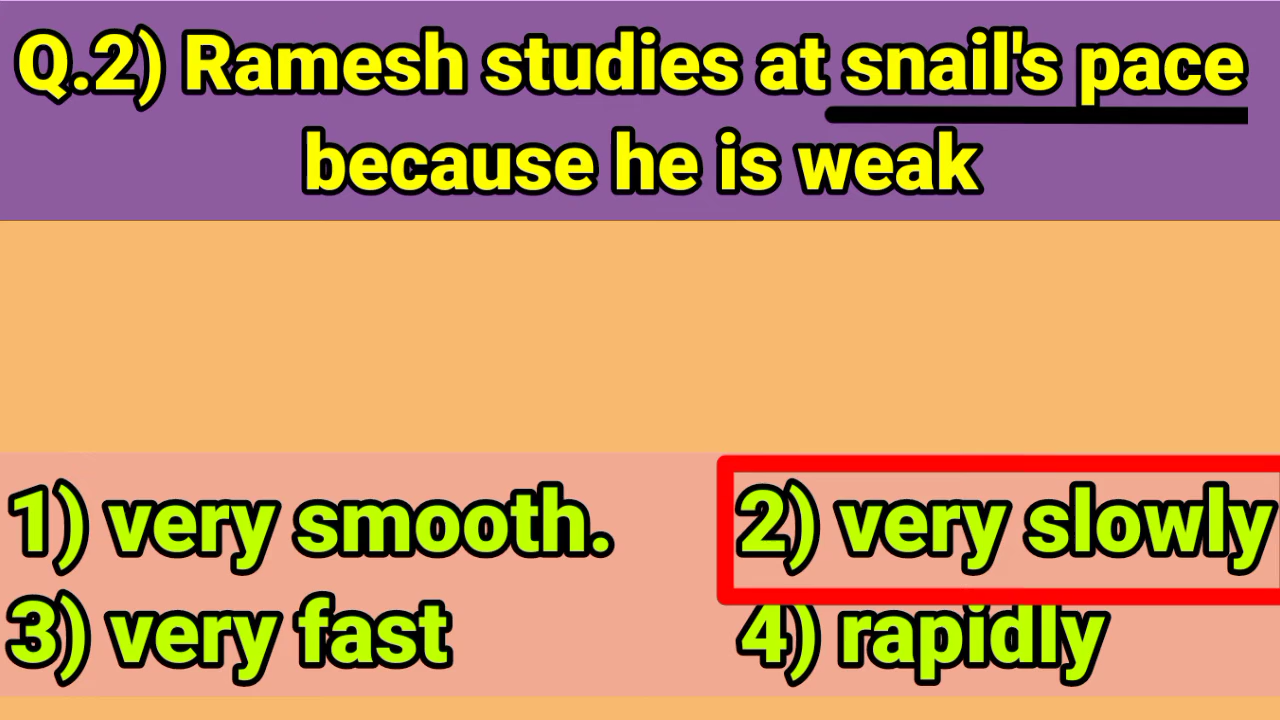 Q.2) Ramesh studies at snail's pace
because he is weak
1) very smooth.
2) very slowly
3) very fast
4) rapidly